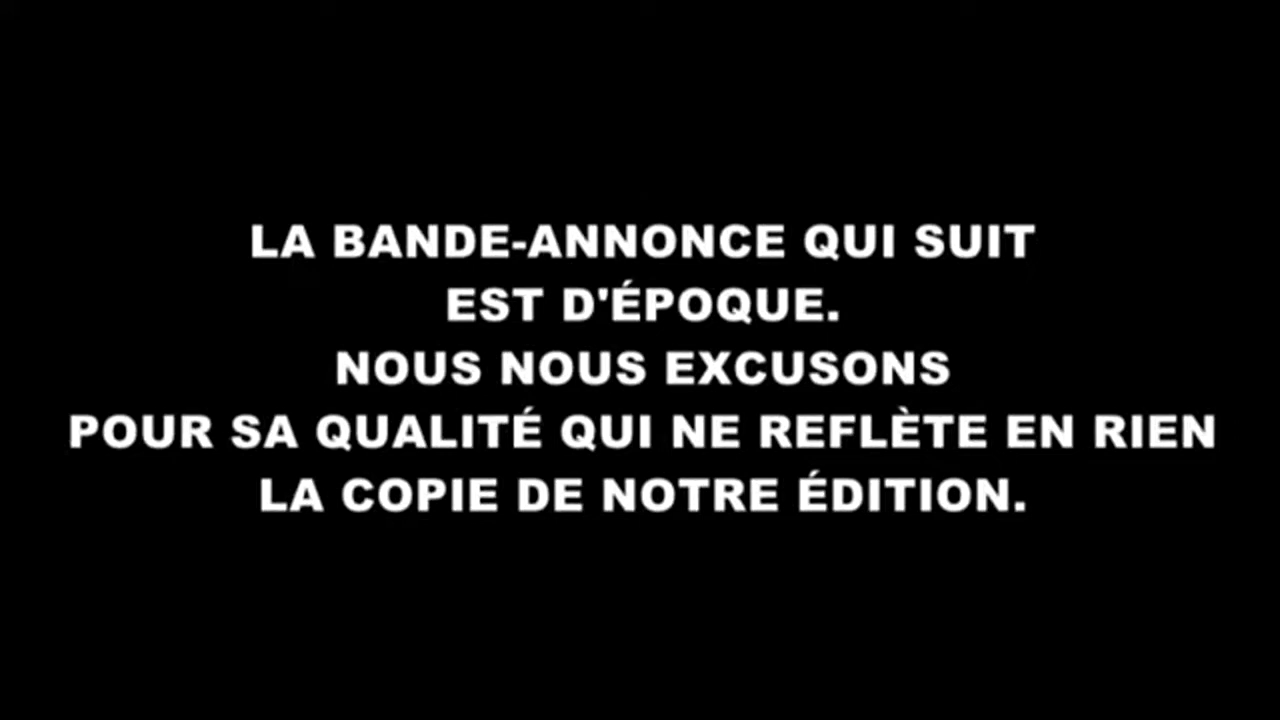 LA BANDE-ANNONCE QUI SUIT
EST D'ÉPOQUE.
NOUS NOUS EXCUSONS
POUR SA QUALITÉ QUI NE REFLÈTE EN RIEN
LA COPIE DE NOTRE ÉDITION.